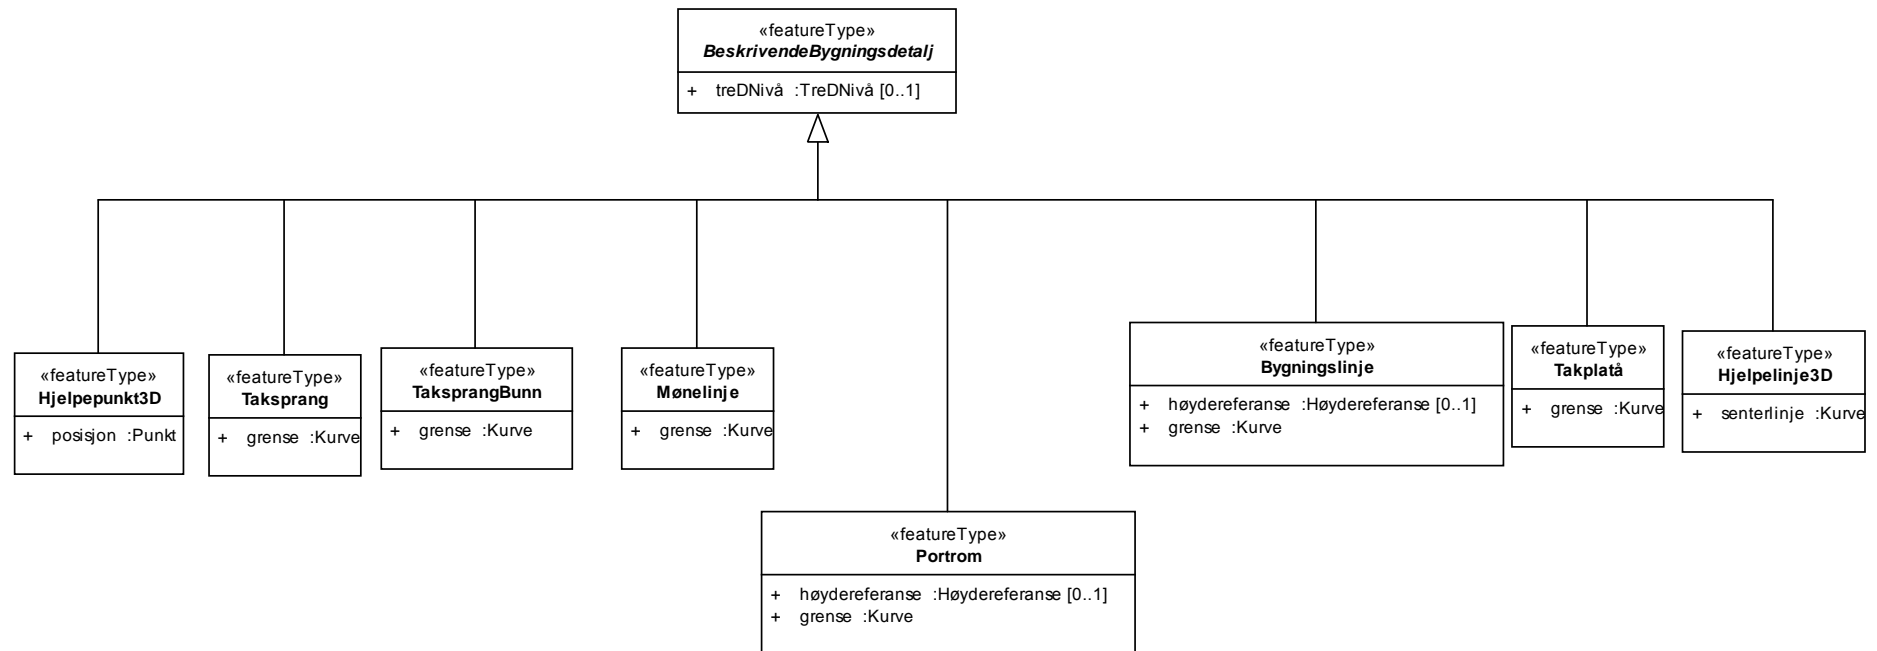 «featureType»
BeskrivendeBygningsdetalj
+ treDNivå :TreDNivå [0..1]
«featureType»
Hjelpepunkt3D
+ posisjon :Punkt
«featureType»
Taksprang
+ grense :Kurve
«featureType»
TaksprangBunn
+ grense :Kurve
«featureType»
Mønelinje
+ grense :Kurve
«featureType»
Bygningslinje
+ høydereferanse :Høydereferanse [0..1]
+ grense :Kurve
«featureType»
Takplatå
+ grense :Kurve
«featureType»
Hjelpelinje3D
+ senterlinje :Kurve
«featureType»
Portrom
+ høydereferanse :Høydereferanse [0..1]
+ grense :Kurve